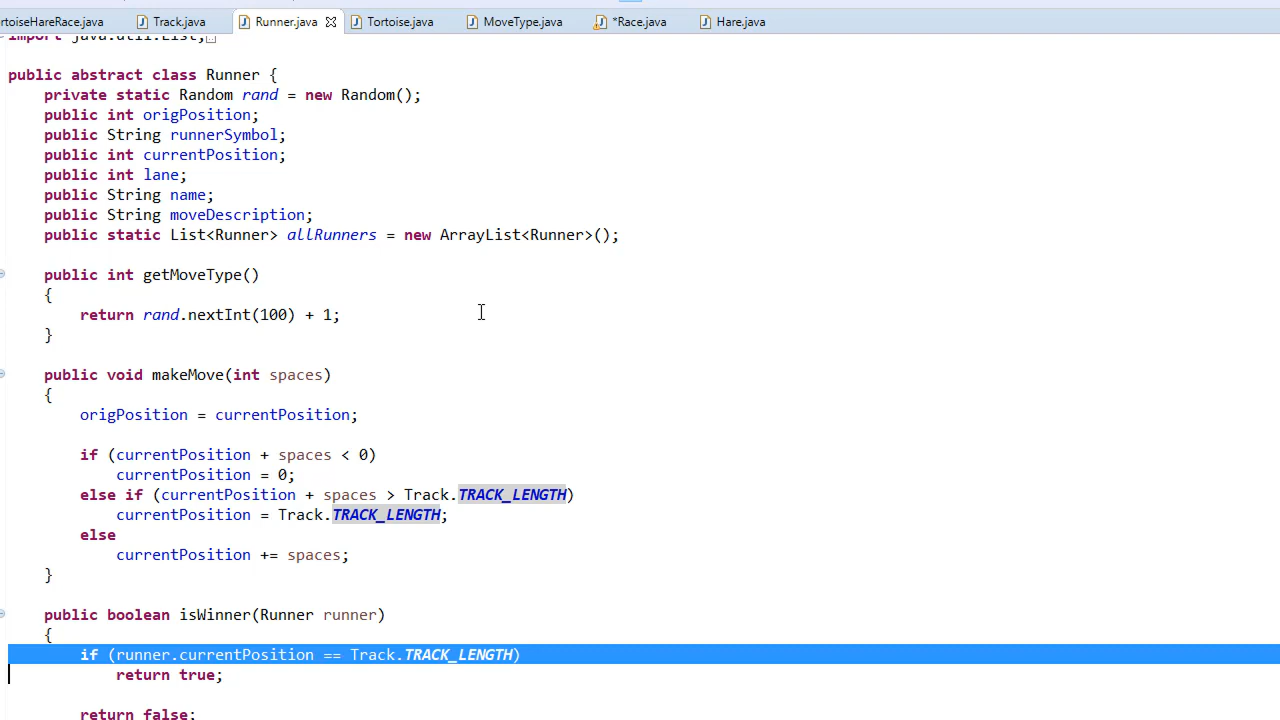 rtoiseHareRace.java Track.java Runner.java Tortoise.java MoveType.java *Race.java Hare.java
import java.util.List;
public abstract class Runner {
private static Random rand = new Random();
public int origPosition;
public String runnerSymbol;
public int currentPosition;
public int lane;
public String name;
public String moveDescription;
public static List<Runner> allRunners = new ArrayList<Runner>();
public int getMoveType()
{
return rand.nextInt(100) + 1;
}
public void makeMove(int spaces)
{
origPosition = currentPosition;
if (currentPosition + spaces < 0)
currentPosition = 0;
else if (currentPosition + spaces > Track.TRACK_LENGTH)
currentPosition = Track.TRACK_LENGTH;
else
currentPosition += spaces;
}
public boolean isWinner(Runner runner)
{
if (runner.currentPosition == Track.TRACK_LENGTH)
return true;
return false;